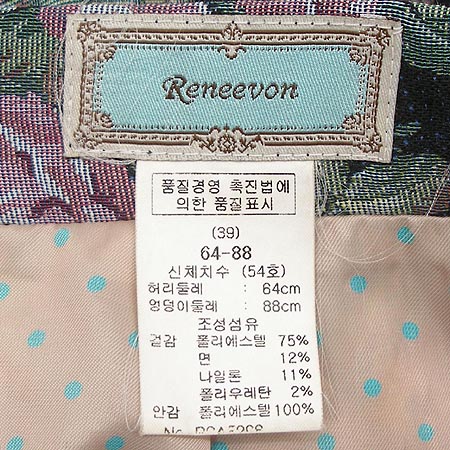 Reneevon
품질경영 촉진법에
의한 품질표시
(39)
64-88
신체치수 (54호)
허리둘레 : 64cm
엉덩이둘레 : 88cm
조성섬유
겉감 폴리에스텔 75%
면 12%
나일론 11%
폴리우레탄 2%
안감 폴리에스텔 100%
No.